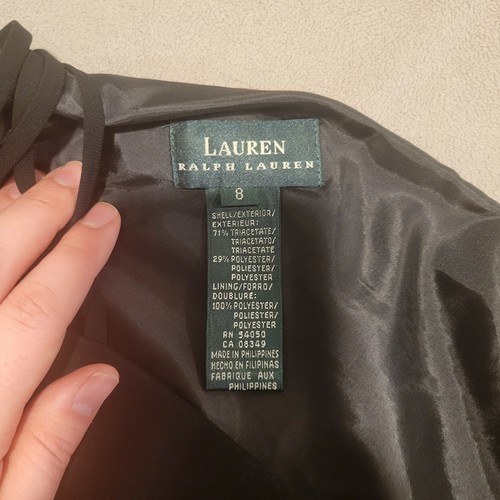 LAUREN
RALPH LAUREN
8
SHELL/EXTERIOR/
EXTERIEUR:
71% TRIACETATE/
TRIACETATO/
TRIACETATE
29% POLYESTER/
POLIESTER/
POLYESTER
LINING/FORRO/
DOUBLURE:
100% POLYESTER/
POLIESTER/
POLYESTER
RN 54050
CA 08349
MADE IN PHILIPPINES
HECHO EN FILIPINAS
FABRIQUE AUX
PHILIPPINES